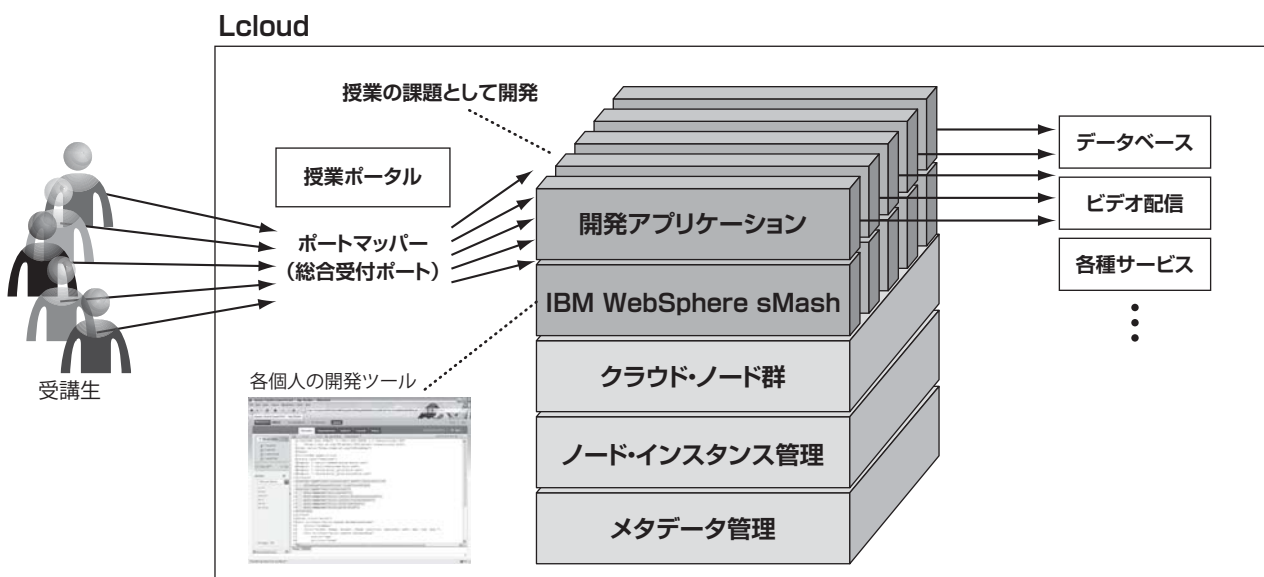 Lcloud
授業の課題として開発
授業ポータル
ポートマッパー
（総合受付ポート）
受講生
各個人の開発ツール
開発アプリケーション
IBM WebSphere sMash
クラウド・ノード群
ノード・インスタンス管理
メタデータ管理
データベース
ビデオ配信
各種サービス